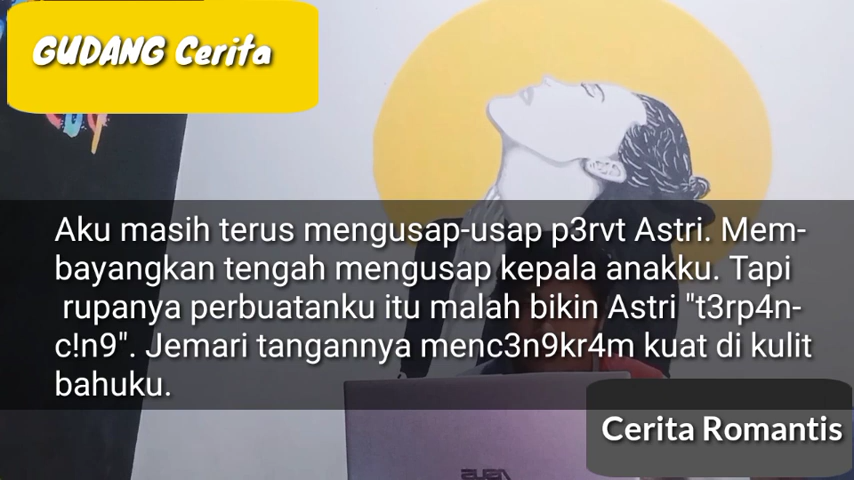 GUDANG Cerita
Aku masih terus mengusap-usap p3rvt Astri. Mem-
bayangkan tengah mengusap kepala anakku. Tapi
rupanya perbuatanku itu malah bikin Astri "t3rp4n-
c!n9". Jemari tangannya menc3n9kr4m kuat di kulit
bahuku.
Cerita Romantis